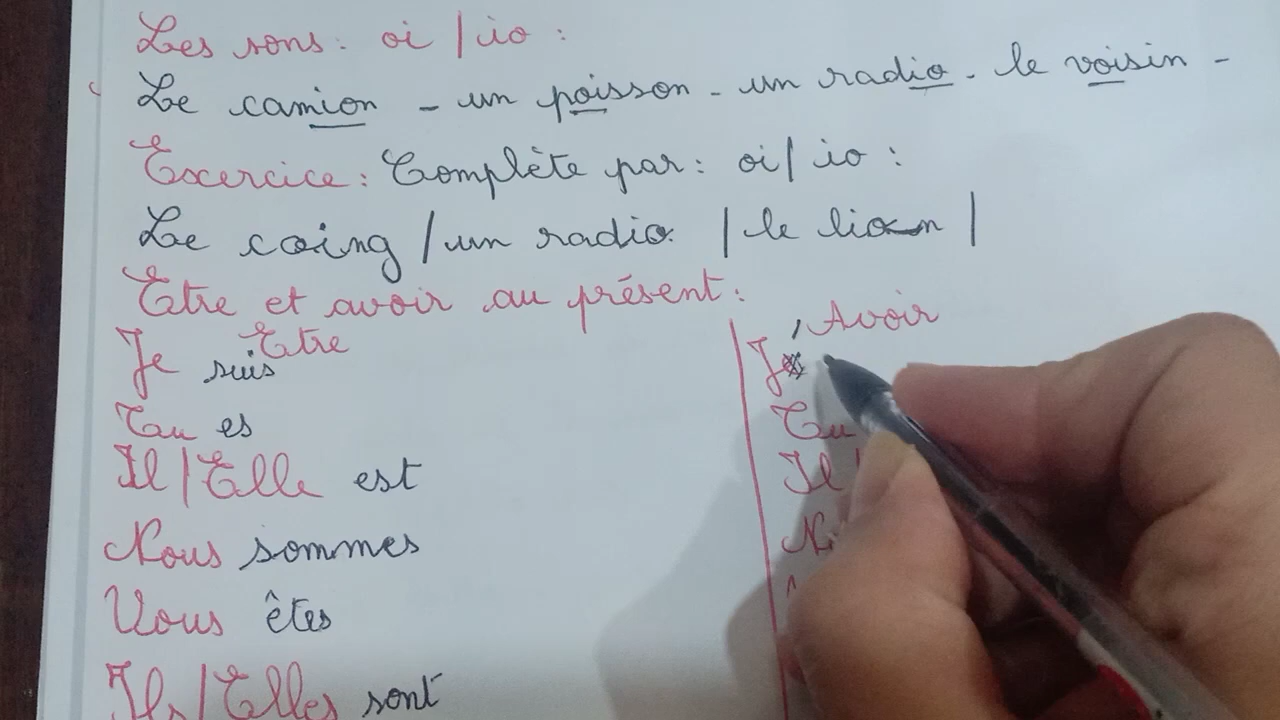 Les sons: oi / io :
Le camion - un poisson - un radio - le voisin -
Exercice: Complète par: oi / io :
Le coing / un radio / le lion /
Etre et avoir au présent :
Etre
Je suis
Tu es
Il / Elle est
Nous sommes
Vous êtes
Ils / Elles sont
Avoir
J'
Tu
Il